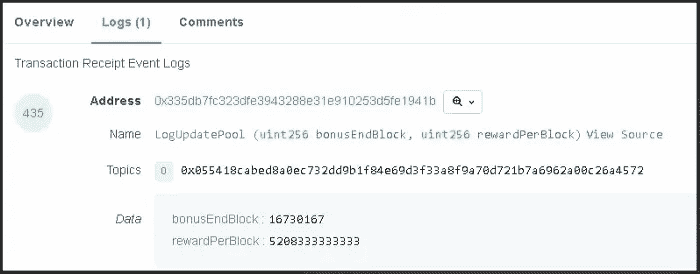 Overview Logs (1) Comments
Transaction Receipt Event Logs
435
Address 0x335db7fc323dfe3943288e31e910253d5fe1941b
Name LogUpdatePool (uint256 bonusEndBlock, uint256 rewardPerBlock) View Source
Topics 0 0x055418cabed8a0ec732dd9b1f84e69d3f33a8f9a70d721b7a6962a00c26a4572
Data bonusEndBlock : 16730167
rewardPerBlock : 5208333333333